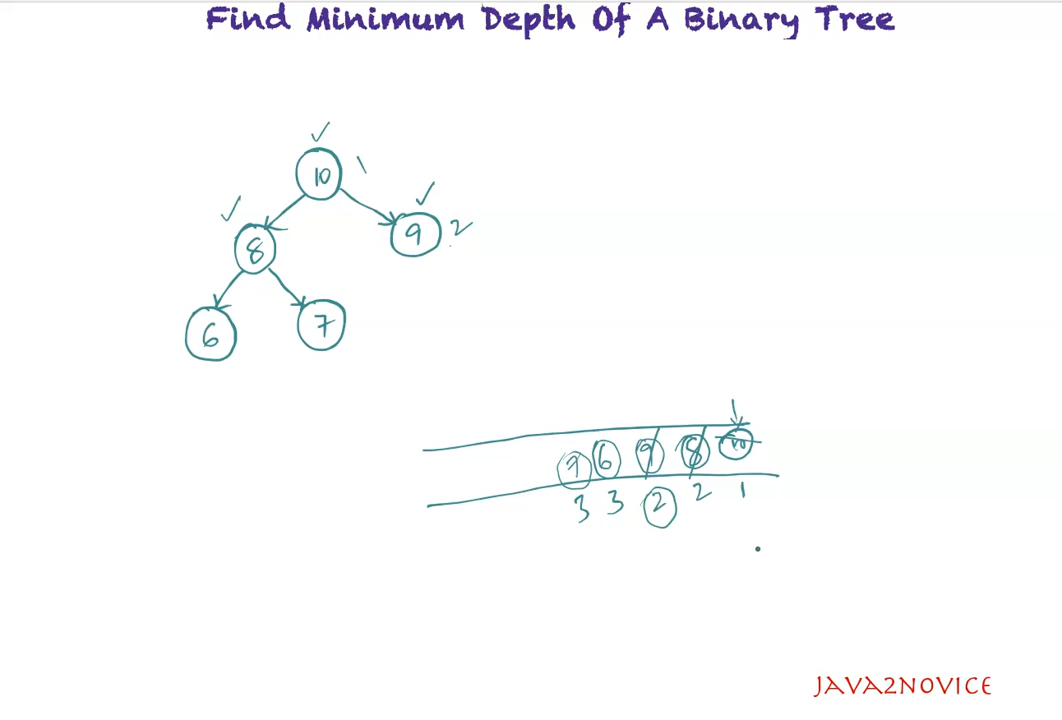 Find Minimum Depth Of A Binary Tree
10 1
9 2
8
6 7
1
7 6 9 8 10
3 3 2 2 1
JAVA2NOVICE